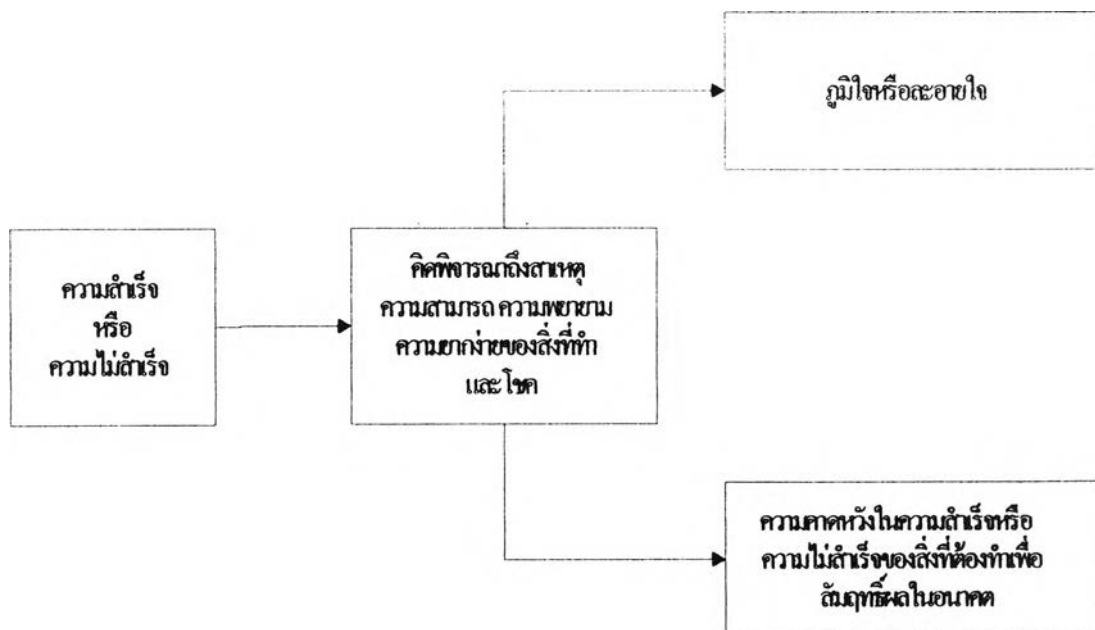 ภูมิใจหรือละอายใจ
ความสำเร็จ
หรือ
ความไม่สำเร็จ
คิดพิจารณาถึงสาเหตุ
ความสามารถ ความพยายาม
ความยากง่ายของสิ่งที่ทำ
และโชค
ความคาดหวังในความสำเร็จหรือ
ความไม่สำเร็จของสิ่งที่ต้องทำเพื่อ
สัมฤทธิ์ผลในอนาคต